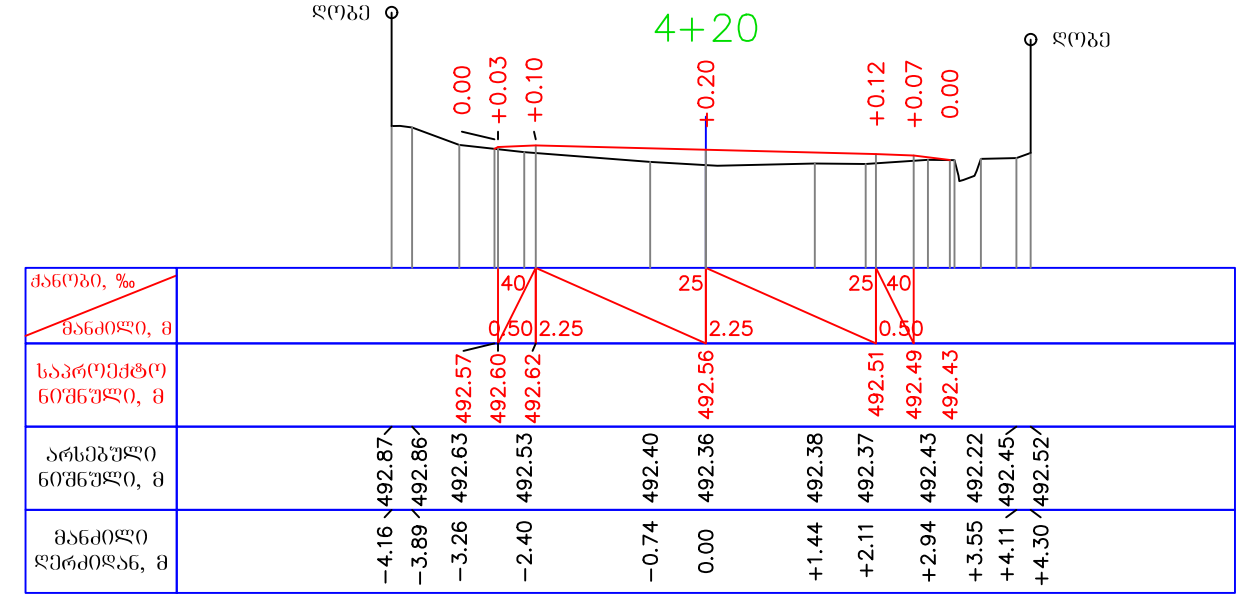 ღობე
4+20
ღობე
0.00 +0.03 +0.10 +0.20 +0.12 +0.07 0.00
ქანობი, ‰
40 25 25 40
მანძილი, მ
0.50 2.25 2.25 0.50
საპროექტო
ნიშნული, მ
492.57 492.60 492.62 492.56 492.51 492.49 492.43
არსებული
ნიშნული, მ
492.87 492.86 492.63 492.53 492.40 492.36 492.38 492.37 492.43 492.22 492.45 492.52
მანძილი
ღერძიდან, მ
−4.16 −3.89 −3.26 −2.40 −0.74 0.00 +1.44 +2.11 +2.94 +3.55 +4.11 +4.30